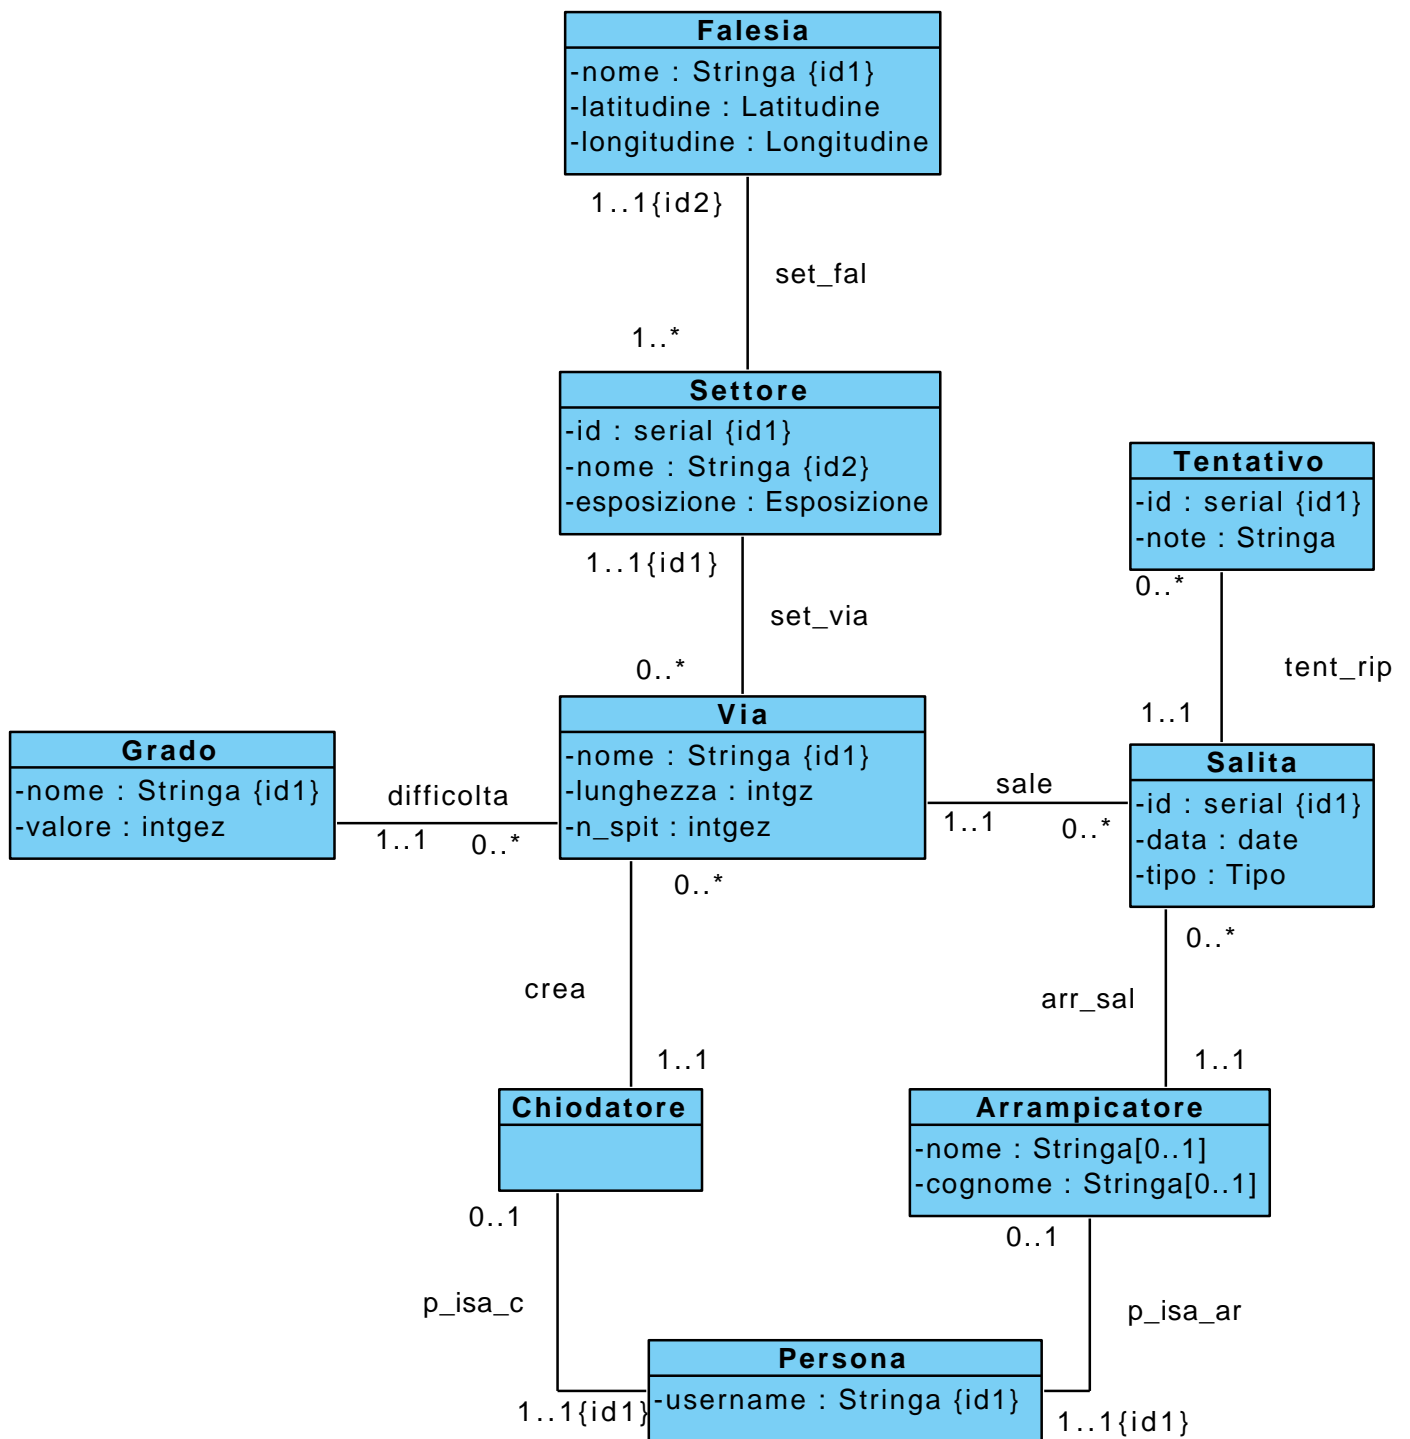 Falesia
-nome : Stringa {id1}
-latitudine : Latitudine
-longitudine : Longitudine
1..1{id2}
set_fal
1..*
Settore
-id : serial {id1}
-nome : Stringa {id2}
-esposizione : Esposizione
1..1{id1}
set_via
0..*
Tentativo
-id : serial {id1}
-note : Stringa
0..*
tent_rip
1..1
Grado
-nome : Stringa {id1}
-valore : intgez
difficolta
1..1
0..*
Via
-nome : Stringa {id1}
-lunghezza : intgz
-n_spit : intgez
sale
1..1
0..*
Salita
-id : serial {id1}
-data : date
-tipo : Tipo
0..*
crea
1..1
0..*
arr_sal
1..1
Chiodatore
0..1
Arrampicatore
-nome : Stringa[0..1]
-cognome : Stringa[0..1]
0..1
p_isa_c
p_isa_ar
1..1{id1}
Persona
-username : Stringa {id1}
1..1{id1}